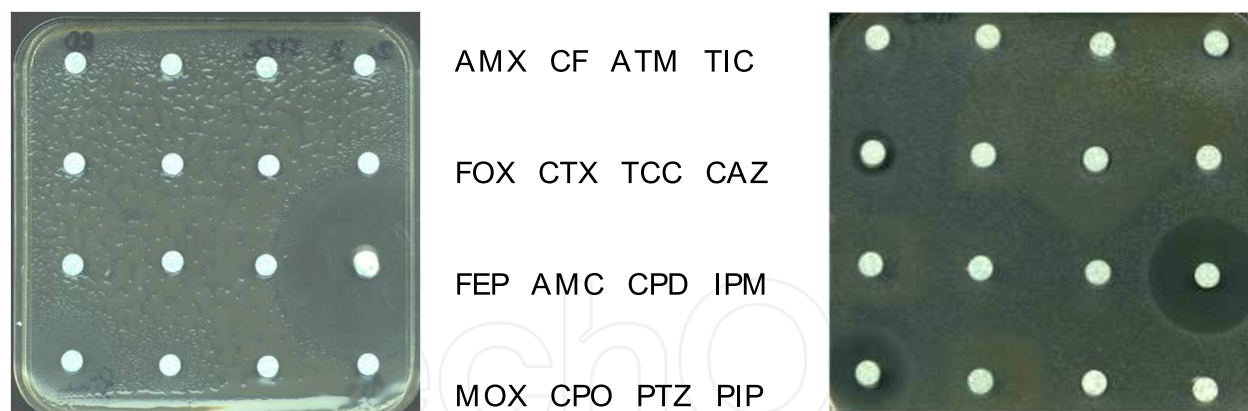 AMX CF ATM TIC
FOX CTX TCC CAZ
FEP AMC CPD IPM
MOX CPO PTZ PIP